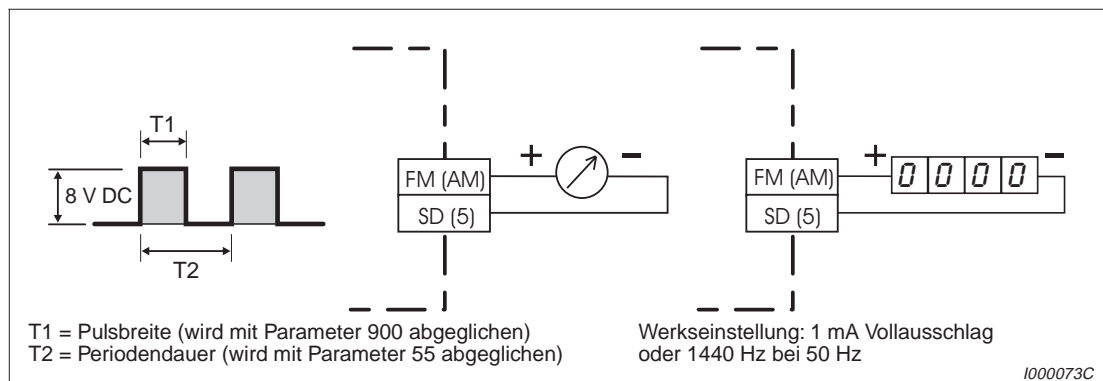 T1
8 V DC
T2
FM (AM)
SD (5)
+
−
FM (AM)
SD (5)
+
0000
−
T1 = Pulsbreite (wird mit Parameter 900 abgeglichen)
T2 = Periodendauer (wird mit Parameter 55 abgeglichen)
Werkseinstellung: 1 mA Vollausschlag
oder 1440 Hz bei 50 Hz
I000073C